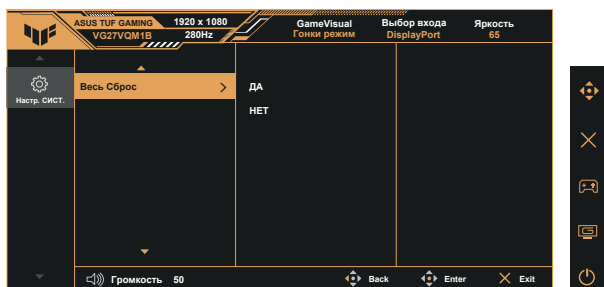 ASUS TUF GAMING 1920 x 1080 GameVisual Выбор входа Яркость
VG27VQM1B 280Hz Гонки режим DisplayPort 65
Настр. СИСТ.
Весь Сброс
ДА
НЕТ
Громкость 50 Back Enter Exit